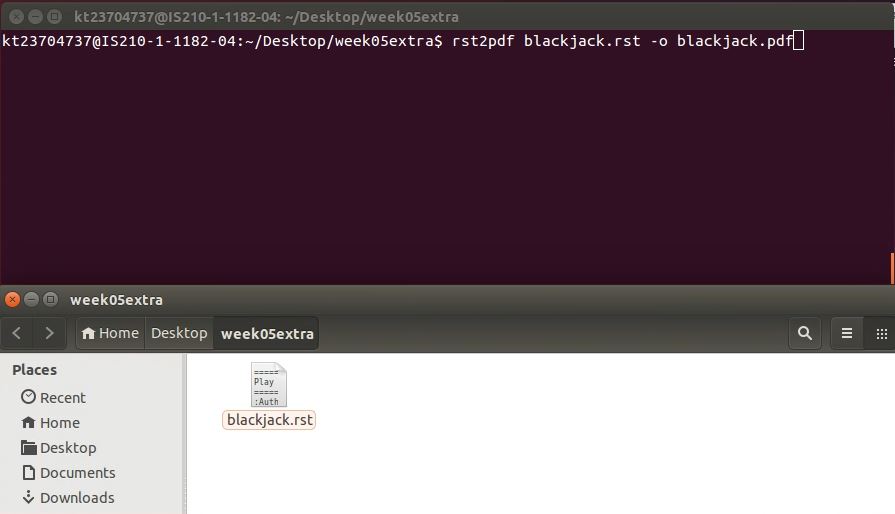 kt23704737@IS210-1-1182-04: ~/Desktop/week05extra
kt23704737@IS210-1-1182-04:~/Desktop/week05extra$ rst2pdf blackjack.rst -o blackjack.pdf
week05extra
Home Desktop week05extra
Places
Recent
Home
Desktop
Documents
Downloads
=====
Play
=====
:Auth
blackjack.rst